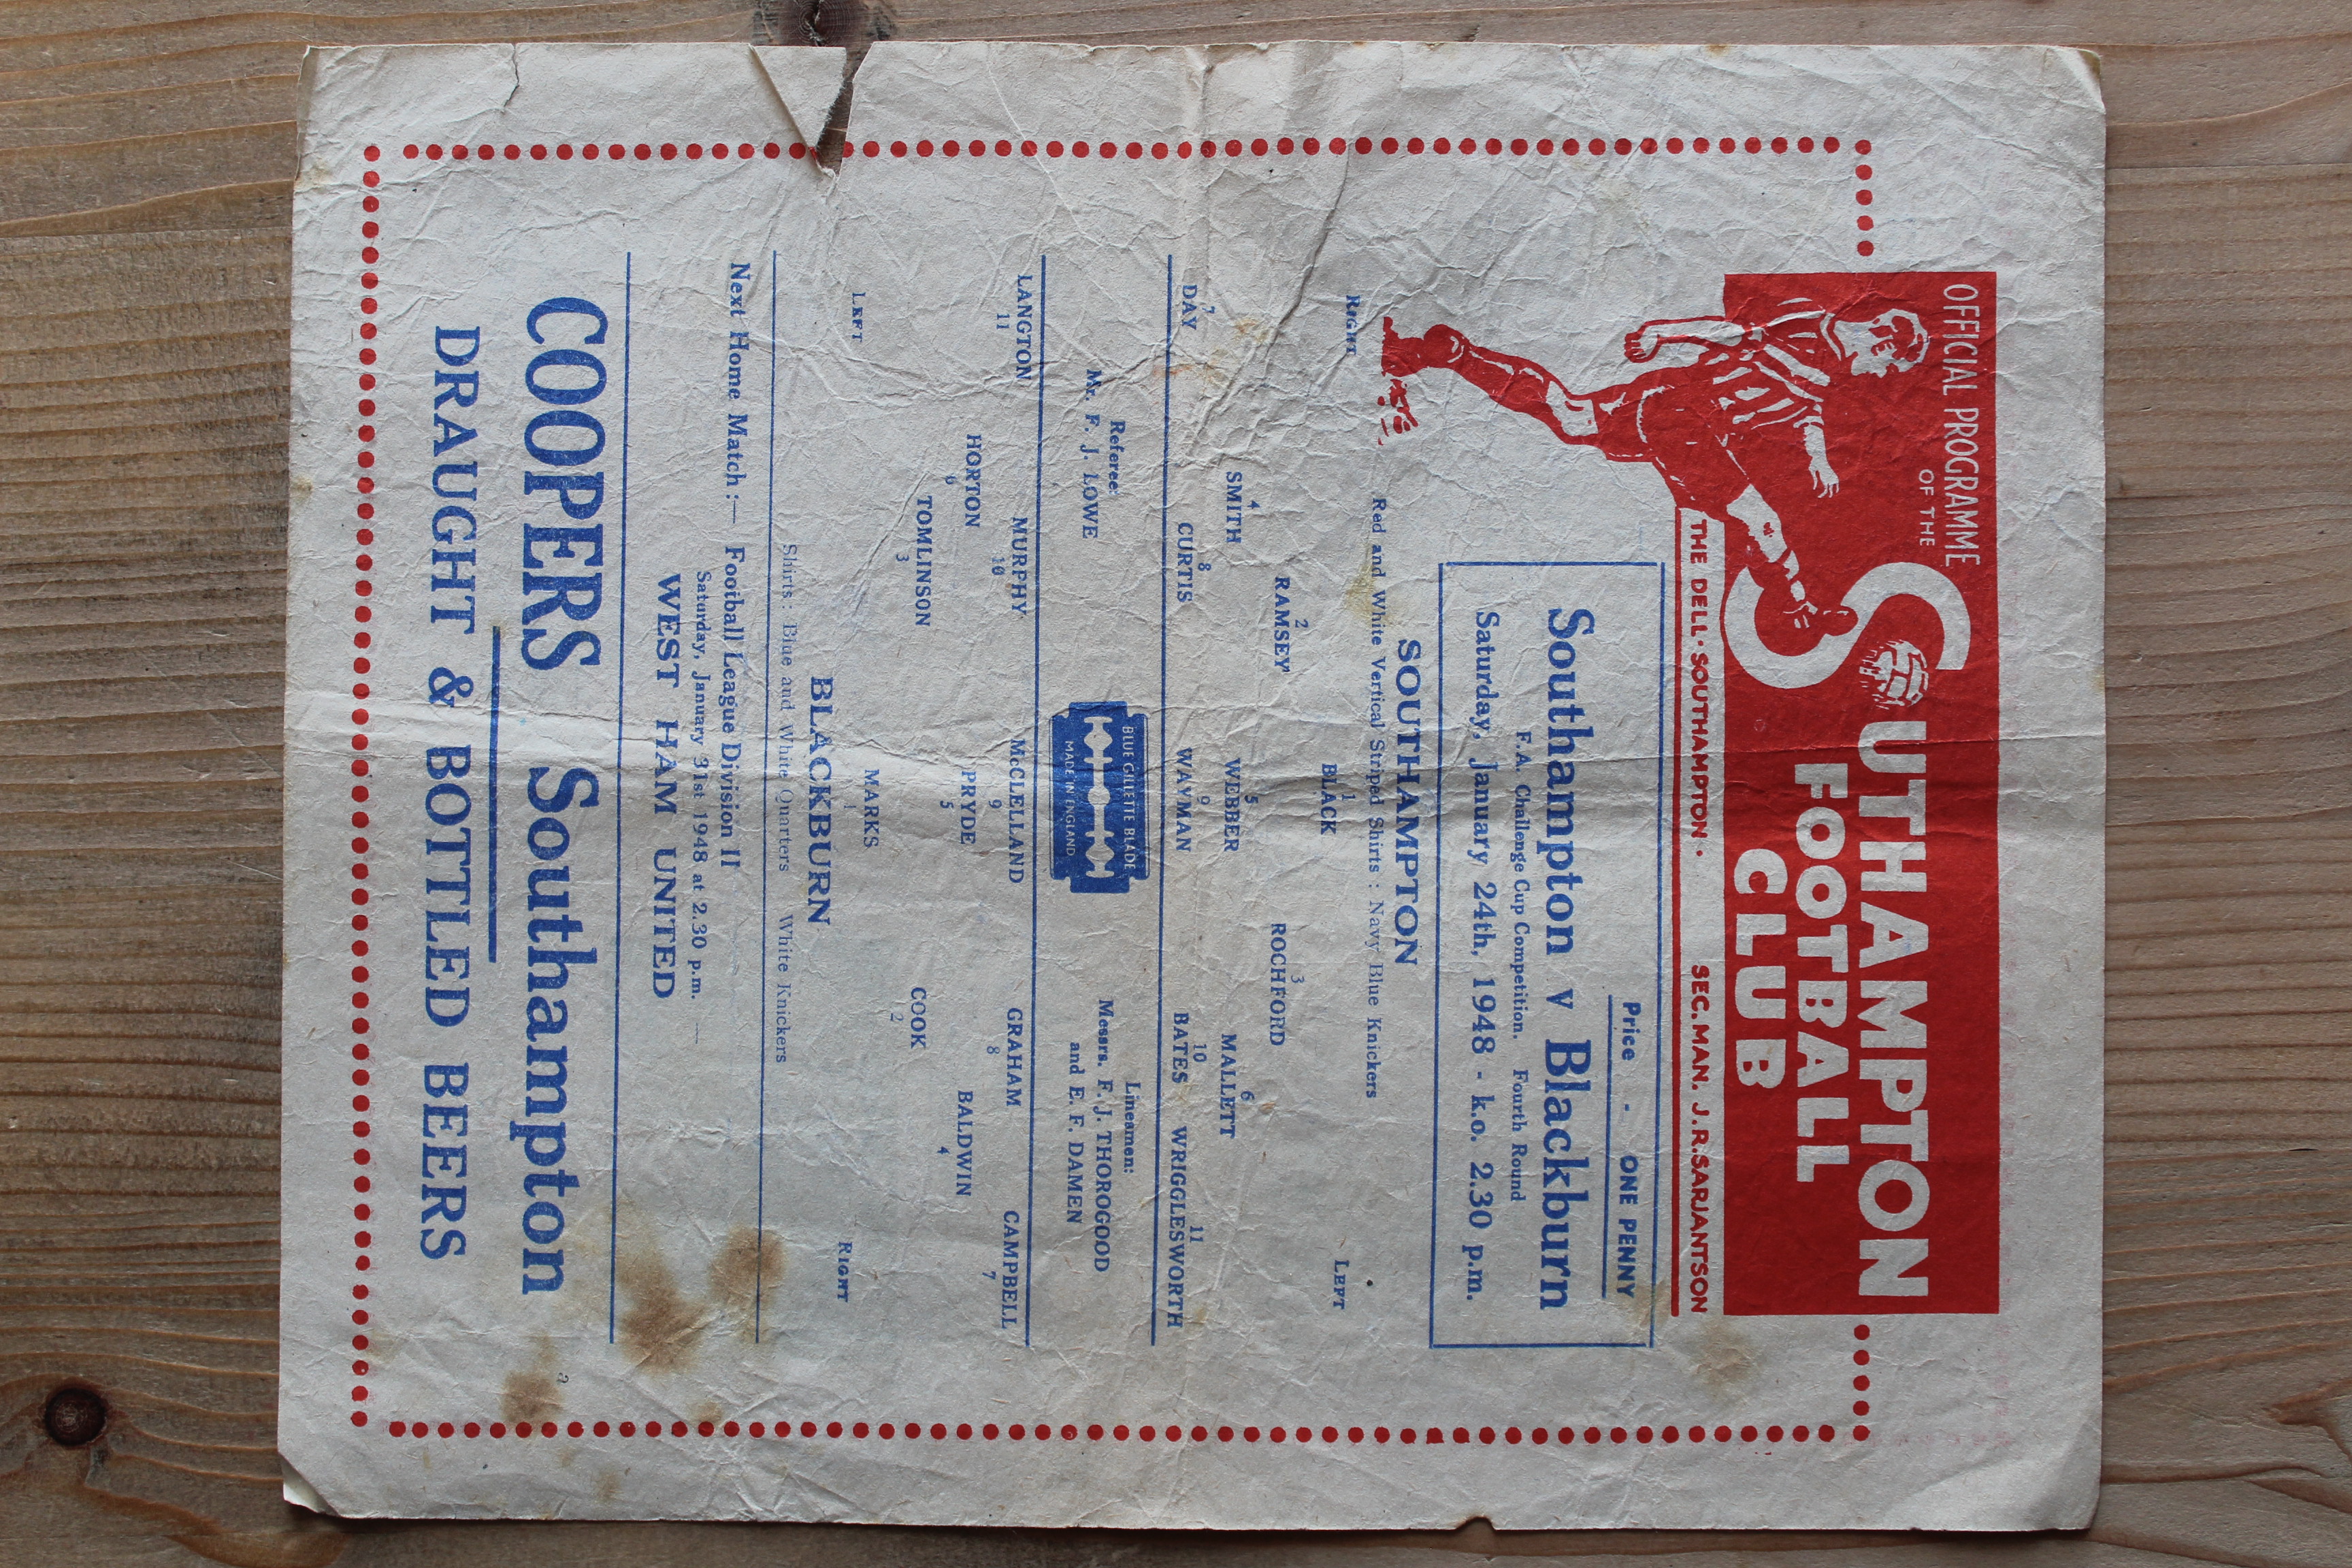 OFFICIAL PROGRAMME
OF THE
SOUTHAMPTON
FOOTBALL
CLUB
THE DELL · SOUTHAMPTON · SEC. MAN. J.R. SARJANTSON
Price - ONE PENNY
Southampton v Blackburn
F.A. Challenge Cup Competition. Fourth Round
Saturday, January 24th, 1948 - k.o. 2.30 p.m.
SOUTHAMPTON
Red and White Vertical Striped Shirts : Navy Blue Knickers
RIGHT LEFT
1
BLACK
2 3
RAMSEY ROCHFORD
4 5 6
SMITH WEBBER MALLETT
7 8 9 10 11
DAY CURTIS WAYMAN BATES WRIGGLESWORTH
Referee:
Mr. F. J. LOWE
BLUE GILLETTE BLADE
MADE IN ENGLAND
Linesmen:
Messrs. F. J. THOROGOOD
and E. F. DAMEN
LANGTON MURPHY McCLELLAND GRAHAM CAMPBELL
11 10 9 8 7
HORTON PRYDE BALDWIN
6 5 4
TOMLINSON COOK
3 2
MARKS
1
LEFT RIGHT
BLACKBURN
Shirts : Blue and White Quarters White Knickers
Next Home Match :— Football League Division II
Saturday, January 31st 1948 at 2.30 p.m. —
WEST HAM UNITED
COOPERS Southampton
DRAUGHT & BOTTLED BEERS
a